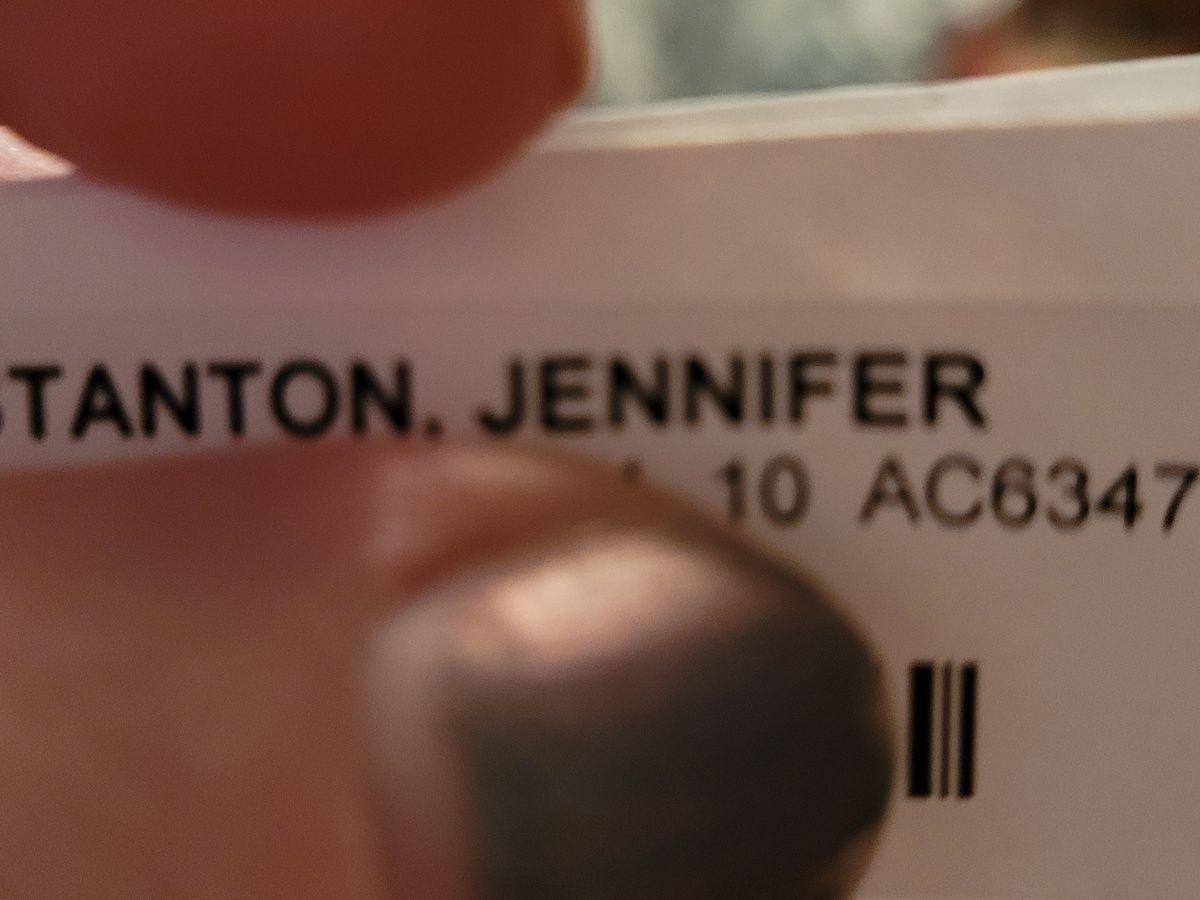 STANTON, JENNIFER
10 AC6347